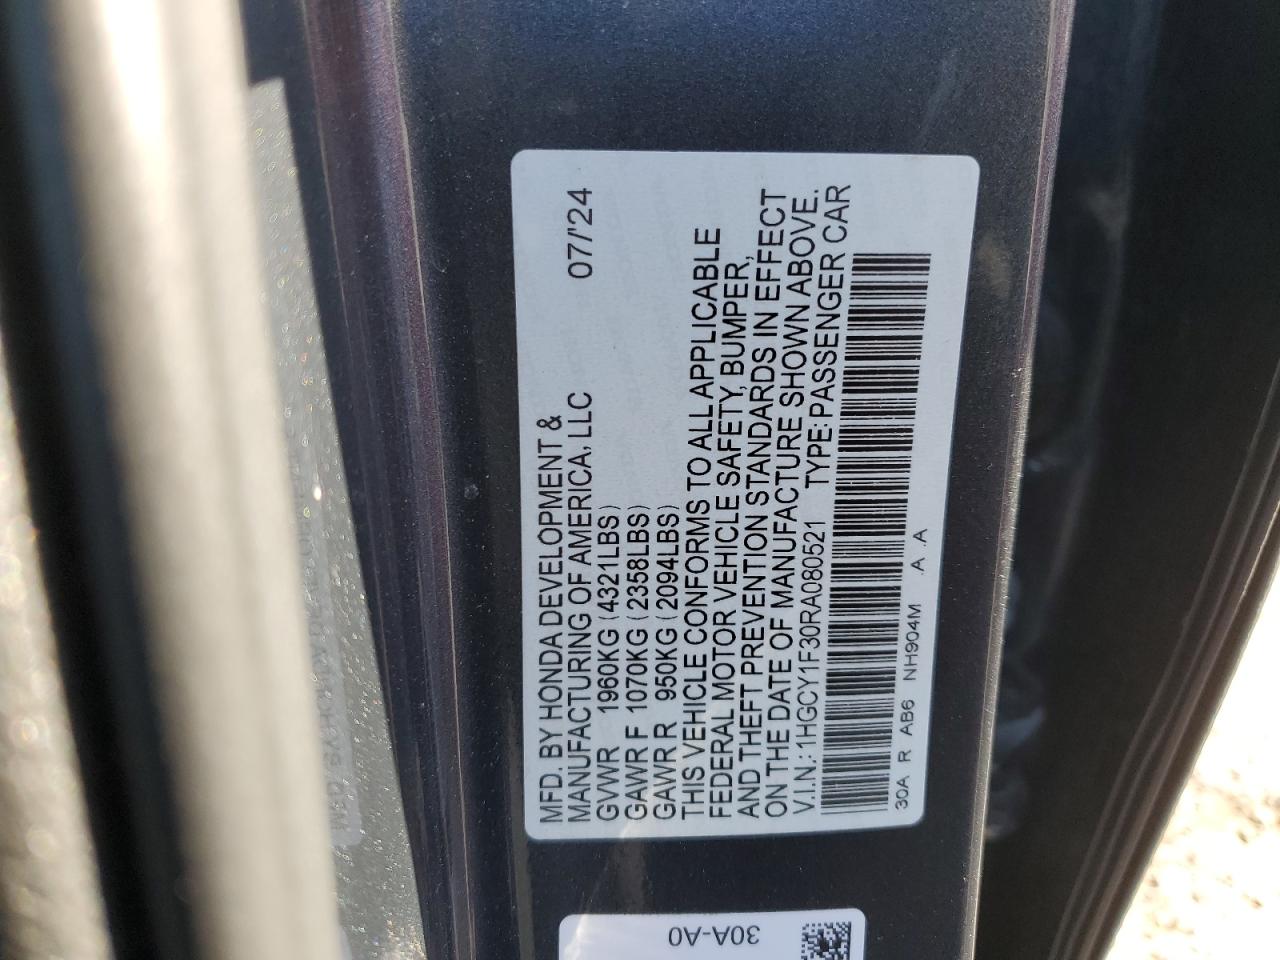 MFD. BY HONDA DEVELOPMENT &
MANUFACTURING OF AMERICA, LLC 07/'24
GVWR 1960KG (4321LBS)
GAWR F 1070KG (2358LBS)
GAWR R 950KG (2094LBS)
THIS VEHICLE CONFORMS TO ALL APPLICABLE
FEDERAL MOTOR VEHICLE SAFETY, BUMPER,
AND THEFT PREVENTION STANDARDS IN EFFECT
ON THE DATE OF MANUFACTURE SHOWN ABOVE.
V.I.N.: 1HGCY1F30RA080521 TYPE: PASSENGER CAR
30A R AB6 NH904M .A .A
30A-A0